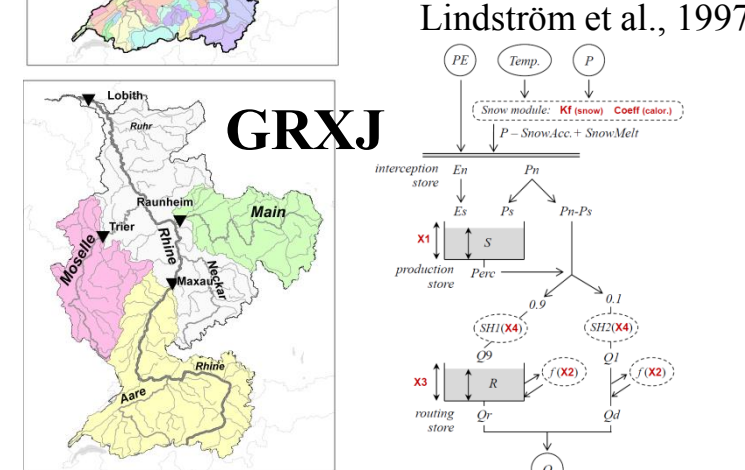 Lindström et al., 1997
GRXJ
Lobith
Ruhr
Raunheim
Main
Trier
Moselle
Rhine
Neckar
Maxau
Rhine
Aare
PE
Temp.
P
Snow module: Kf (snow) Coeff (calor.)
P – SnowAcc.+ SnowMelt
interception
store
En
Pn
Es
Ps
Pn-Ps
X1
S
production
store
Perc
0.9
0.1
SH1(X4)
SH2(X4)
Q9
Q1
X3
R
f(X2)
f(X2)
routing
store
Qr
Qd
Q